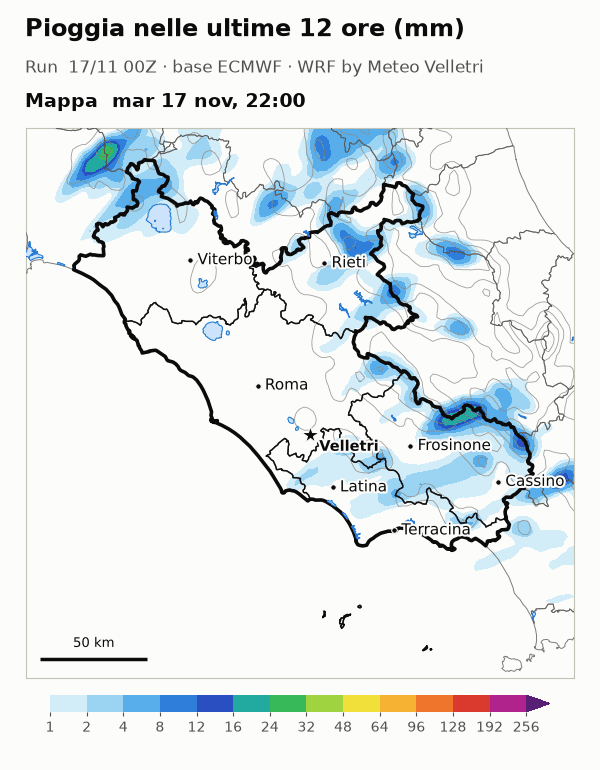 Pioggia nelle ultime 12 ore (mm)
Run  17/11 00Z · base ECMWF · WRF by Meteo Velletri
Mappa  mar 17 nov, 22:00
Viterbo
Rieti
Roma
Velletri
Frosinone
Cassino
Latina
Terracina
50 km
1 2 4 8 12 16 24 32 48 64 96 128 192 256